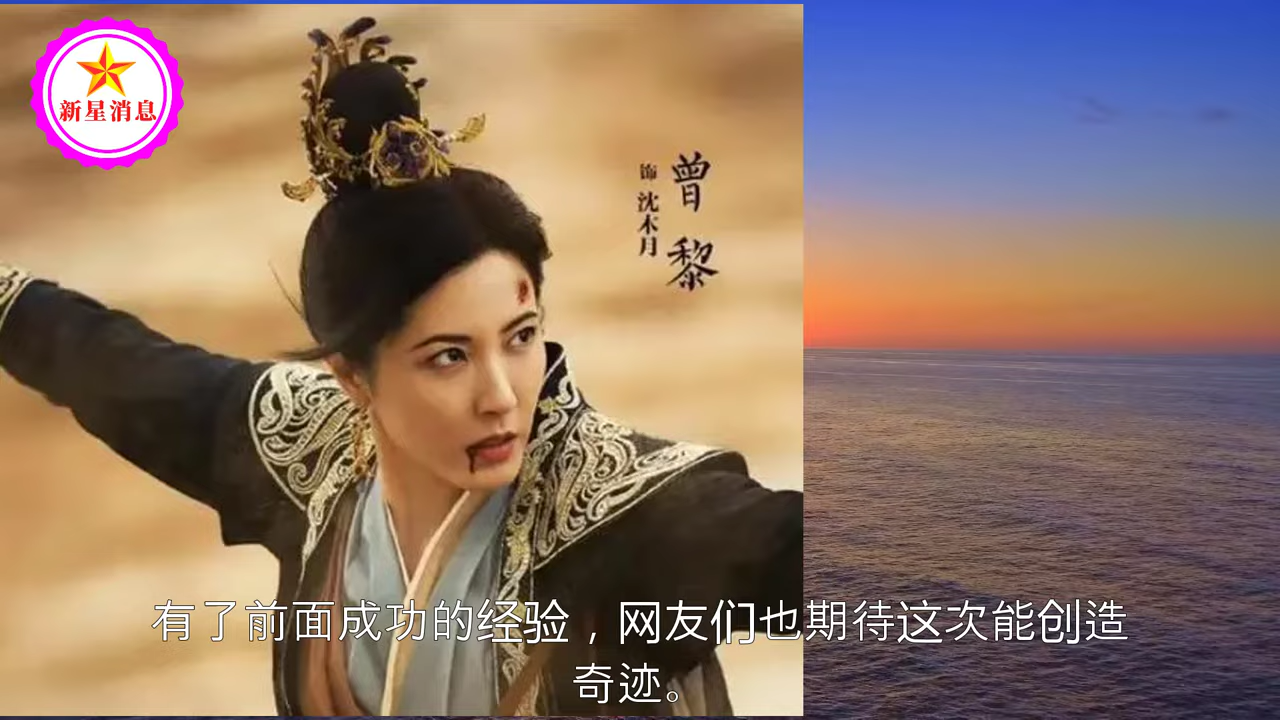 新星消息
曾黎
饰 沈木月
有了前面成功的经验，网友们也期待这次能创造
奇迹。